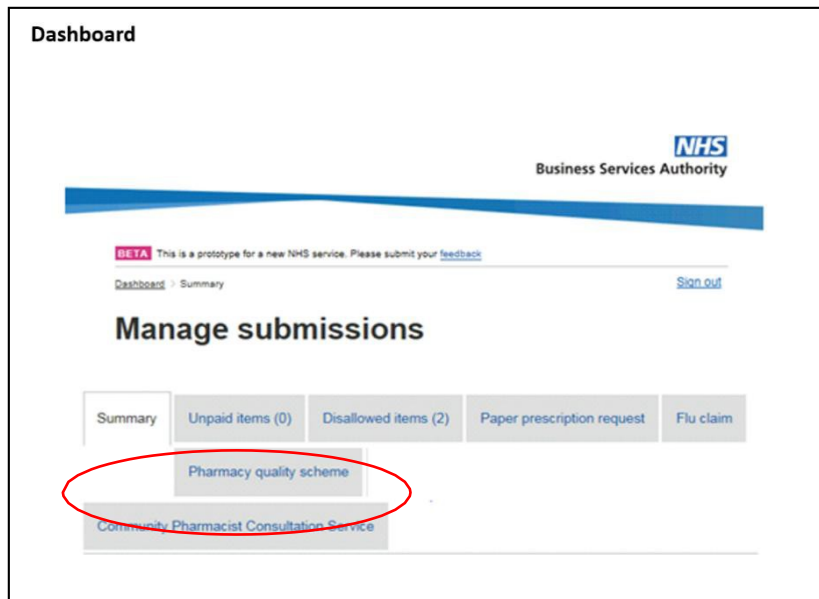 Dashboard
NHS
Business Services Authority
BETA This is a prototype for a new NHS service. Please submit your feedback
Dashboard > Summary
Sign out
Manage submissions
Summary
Unpaid items (0)
Disallowed items (2)
Paper prescription request
Flu claim
Pharmacy quality scheme
Community Pharmacist Consultation Service